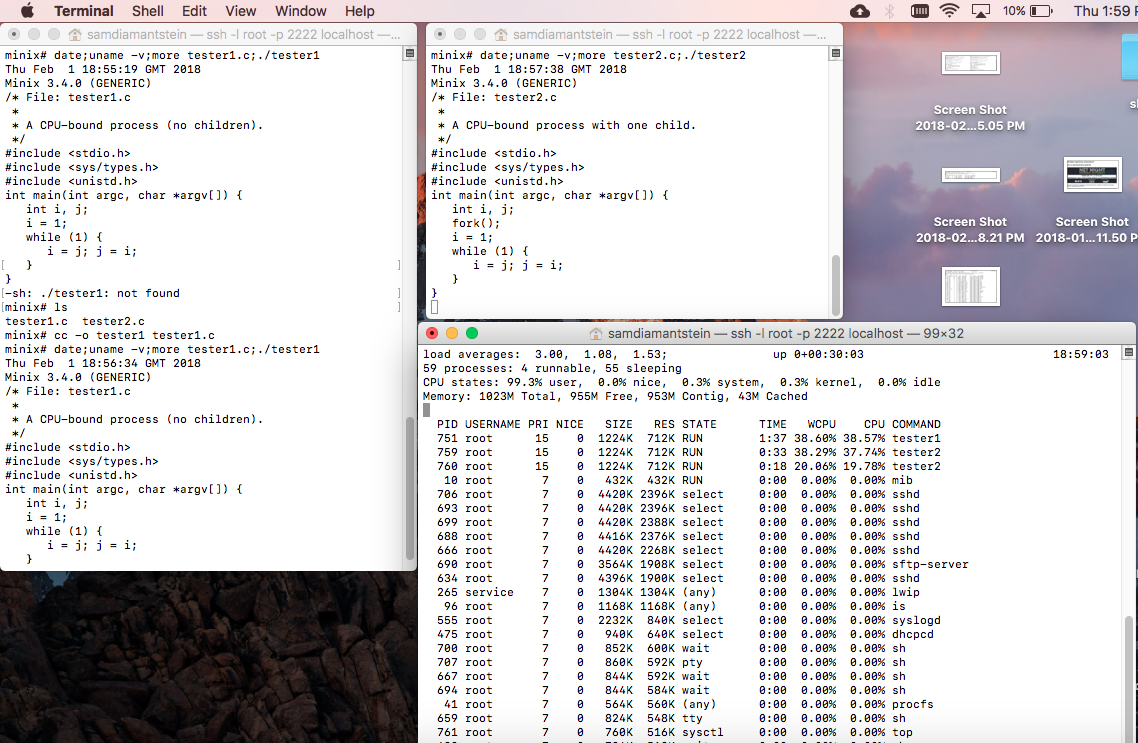 Terminal Shell Edit View Window Help 10% Thu 1:59
samdiamantstein — ssh -l root -p 2222 localhost —...
minix# date;uname -v;more tester1.c;./tester1
Thu Feb  1 18:55:19 GMT 2018
Minix 3.4.0 (GENERIC)
/* File: tester1.c
 *
 * A CPU-bound process (no children).
 */
#include <stdio.h>
#include <sys/types.h>
#include <unistd.h>
int main(int argc, char *argv[]) {
   int i, j;
   i = 1;
   while (1) {
      i = j; j = i;
[  }                                                 ]
}
[-sh: ./tester1: not found                           ]
[minix# ls                                           ]
tester1.c  tester2.c
minix# cc -o tester1 tester1.c
minix# date;uname -v;more tester1.c;./tester1
Thu Feb  1 18:56:34 GMT 2018
Minix 3.4.0 (GENERIC)
/* File: tester1.c
 *
 * A CPU-bound process (no children).
 */
#include <stdio.h>
#include <sys/types.h>
#include <unistd.h>
int main(int argc, char *argv[]) {
   int i, j;
   i = 1;
   while (1) {
      i = j; j = i;
   }
samdiamantstein — ssh -l root -p 2222 localhost —...
minix# date;uname -v;more tester2.c;./tester2
Thu Feb  1 18:57:38 GMT 2018
Minix 3.4.0 (GENERIC)
/* File: tester2.c
 *
 * A CPU-bound process with one child.
 */
#include <stdio.h>
#include <sys/types.h>
#include <unistd.h>
int main(int argc, char *argv[]) {
   int i, j;
   fork();
   i = 1;
   while (1) {
      i = j; j = i;
   }
}
samdiamantstein — ssh -l root -p 2222 localhost — 99×32
load averages:  3.00,  1.08,  1.53;               up 0+00:30:03                         18:59:03
59 processes: 4 runnable, 55 sleeping
CPU states: 99.3% user,  0.0% nice,  0.3% system,  0.3% kernel,  0.0% idle
Memory: 1023M Total, 955M Free, 953M Contig, 43M Cached
  PID USERNAME PRI NICE   SIZE    RES STATE      TIME   WCPU    CPU COMMAND
  751 root      15    0  1224K   712K RUN        1:37 38.60% 38.57% tester1
  759 root      15    0  1224K   712K RUN        0:33 38.29% 37.74% tester2
  760 root      15    0  1224K   712K RUN        0:18 20.06% 19.78% tester2
   10 root       7    0   432K   432K RUN        0:00  0.00%  0.00% mib
  706 root       7    0  4420K  2396K select     0:00  0.00%  0.00% sshd
  693 root       7    0  4420K  2396K select     0:00  0.00%  0.00% sshd
  699 root       7    0  4420K  2388K select     0:00  0.00%  0.00% sshd
  688 root       7    0  4416K  2376K select     0:00  0.00%  0.00% sshd
  666 root       7    0  4420K  2268K select     0:00  0.00%  0.00% sshd
  690 root       7    0  3564K  1908K select     0:00  0.00%  0.00% sftp-server
  634 root       7    0  4396K  1900K select     0:00  0.00%  0.00% sshd
  265 service    7    0  1304K  1304K (any)      0:00  0.00%  0.00% lwip
   96 root       7    0  1168K  1168K (any)      0:00  0.00%  0.00% is
  555 root       7    0  2232K   840K select     0:00  0.00%  0.00% syslogd
  475 root       7    0   940K   640K select     0:00  0.00%  0.00% dhcpcd
  700 root       7    0   852K   600K wait       0:00  0.00%  0.00% sh
  707 root       7    0   860K   592K pty        0:00  0.00%  0.00% sh
  667 root       7    0   844K   592K wait       0:00  0.00%  0.00% sh
  694 root       7    0   844K   584K wait       0:00  0.00%  0.00% sh
   41 root       7    0   564K   560K (any)      0:00  0.00%  0.00% procfs
  659 root       7    0   824K   548K tty        0:00  0.00%  0.00% sh
  761 root       7    0   760K   516K sysctl     0:00  0.00%  0.00% top
Screen Shot
2018-02...5.05 PM
Screen Shot
2018-02...8.21 PM
Screen Shot
2018-01...11.50 P